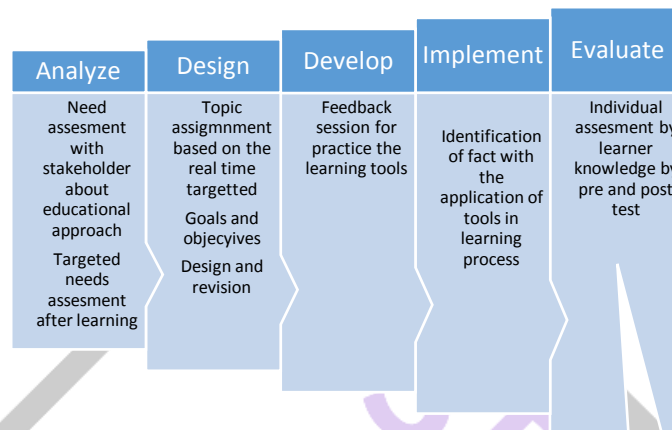 Analyze
Need
assesment
with
stakeholder
about
educational
approach
Targeted
needs
assesment
after learning
Design
Topic
assigmnment
based on the
real time
targetted
Goals and
objecyives
Design and
revision
Develop
Feedback
session for
practice the
learning tools
Implement
Identification
of fact with
the
application of
tools in
learning
process
Evaluate
Individual
assesment by
learner
knowledge by
pre and post
test